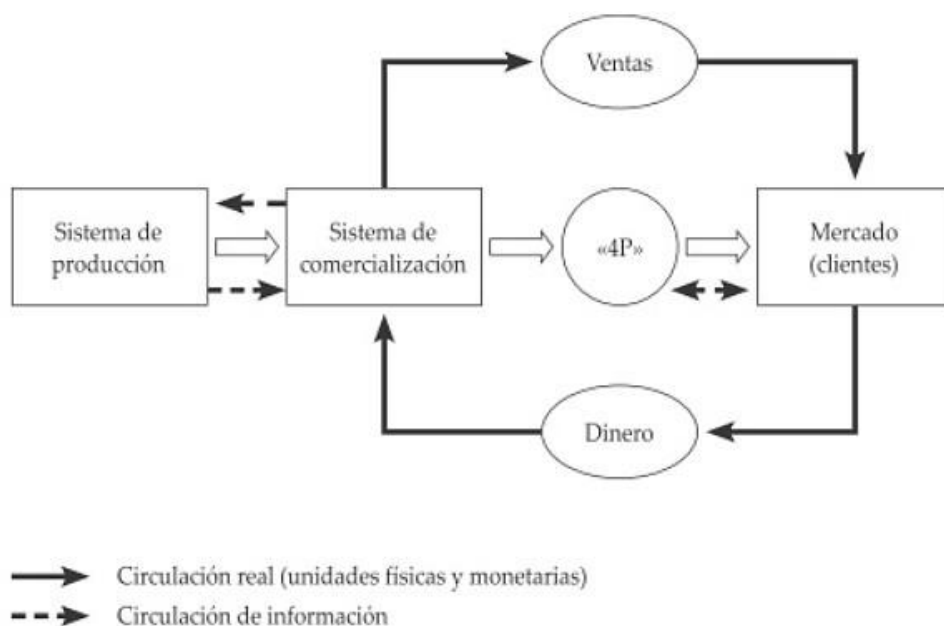 Ventas
Sistema de
producción
Sistema de
comercialización
«4P»
Mercado
(clientes)
Dinero
Circulación real (unidades físicas y monetarias)
Circulación de información